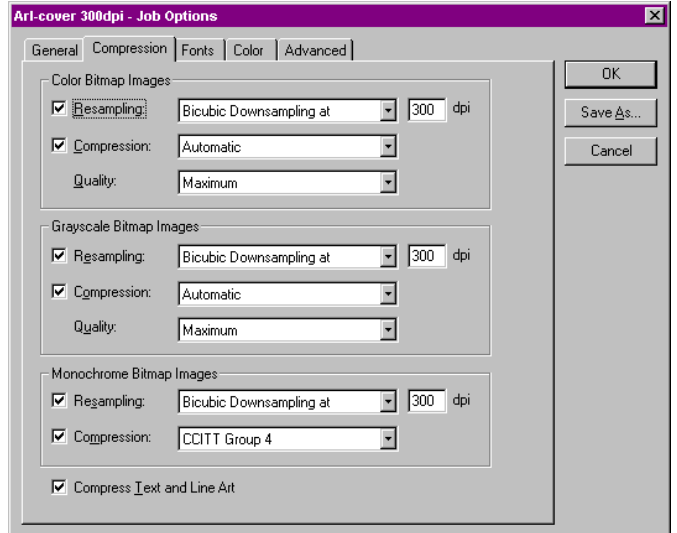 Arl-cover 300dpi - Job Options
General Compression Fonts Color Advanced
OK
Save As...
Cancel
Color Bitmap Images
Resampling: Bicubic Downsampling at 300 dpi
Compression: Automatic
Quality: Maximum
Grayscale Bitmap Images
Resampling: Bicubic Downsampling at 300 dpi
Compression: Automatic
Quality: Maximum
Monochrome Bitmap Images
Resampling: Bicubic Downsampling at 300 dpi
Compression: CCITT Group 4
Compress Text and Line Art